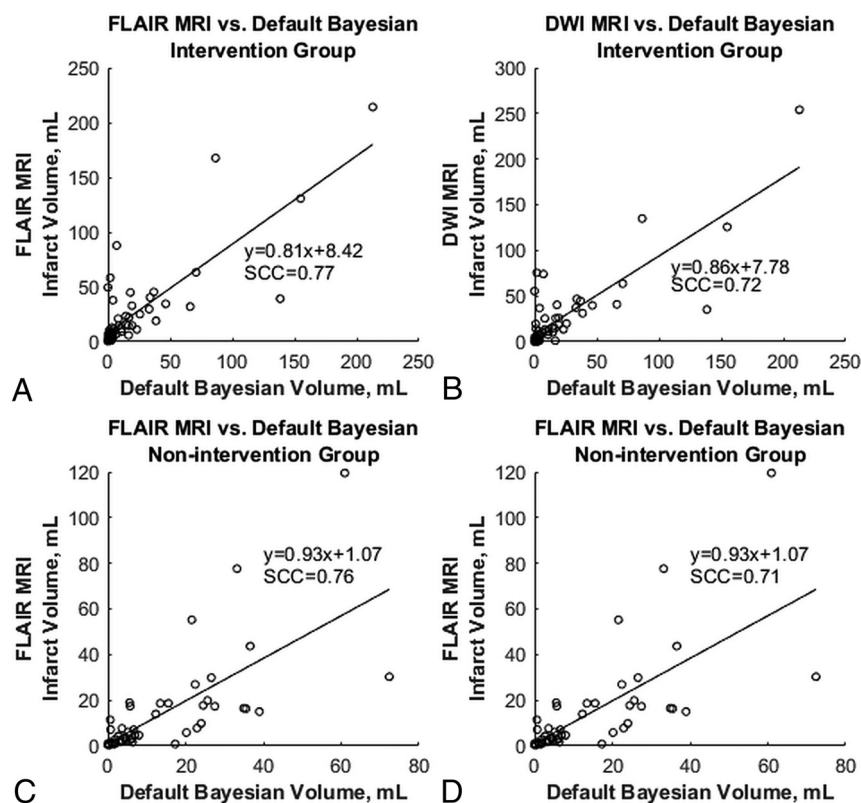 FLAIR MRI vs. Default Bayesian
Intervention Group
250
200
150
100
50
0
FLAIR MRI
Infarct Volume, mL
y=0.81x+8.42
SCC=0.77
0 50 100 150 200 250
Default Bayesian Volume, mL
A
DWI MRI vs. Default Bayesian
Intervention Group
300
250
200
150
100
50
0
DWI MRI
Infarct Volume, mL
y=0.86x+7.78
SCC=0.72
0 50 100 150 200 250
Default Bayesian Volume, mL
B
FLAIR MRI vs. Default Bayesian
Non-intervention Group
120
100
80
60
40
20
0
FLAIR MRI
Infarct Volume, mL
y=0.93x+1.07
SCC=0.76
0 20 40 60 80
Default Bayesian Volume, mL
C
FLAIR MRI vs. Default Bayesian
Non-intervention Group
120
100
80
60
40
20
0
FLAIR MRI
Infarct Volume, mL
y=0.93x+1.07
SCC=0.71
0 20 40 60 80
Default Bayesian Volume, mL
D